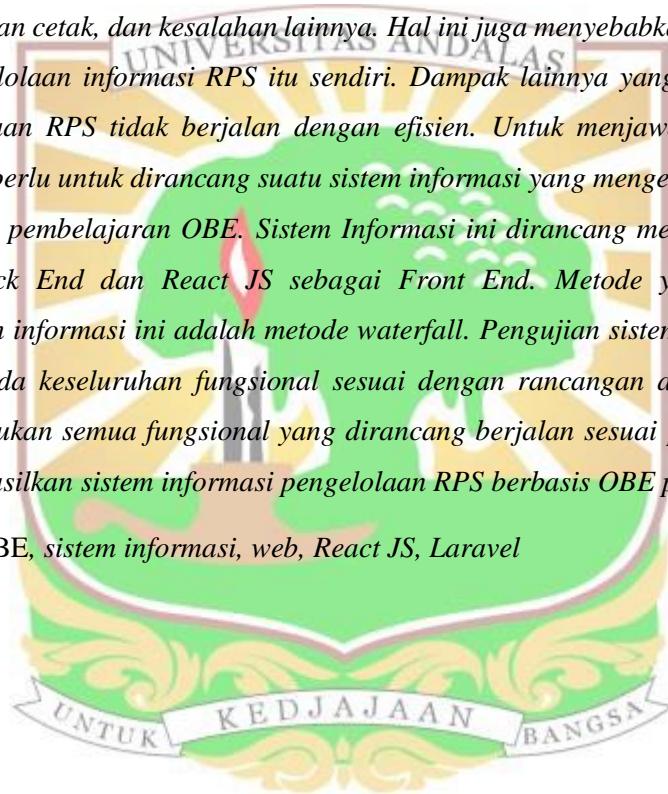 an cetak, dan kesalahan lainnya. Hal ini juga menyebabka
UNIVERSITAS ANDALAS
lolaan informasi RPS itu sendiri. Dampak lainnya yang
aan RPS tidak berjalan dengan efisien. Untuk menjaw
perlu untuk dirancang suatu sistem informasi yang menge
pembelajaran OBE. Sistem Informasi ini dirancang me
ck End dan React JS sebagai Front End. Metode y
n informasi ini adalah metode waterfall. Pengujian sistem
da keseluruhan fungsional sesuai dengan rancangan d
ukan semua fungsional yang dirancang berjalan sesuai p
asilkan sistem informasi pengelolaan RPS berbasis OBE p
BE, sistem informasi, web, React JS, Laravel
UNTUK KEDJAJAAN BANGSA